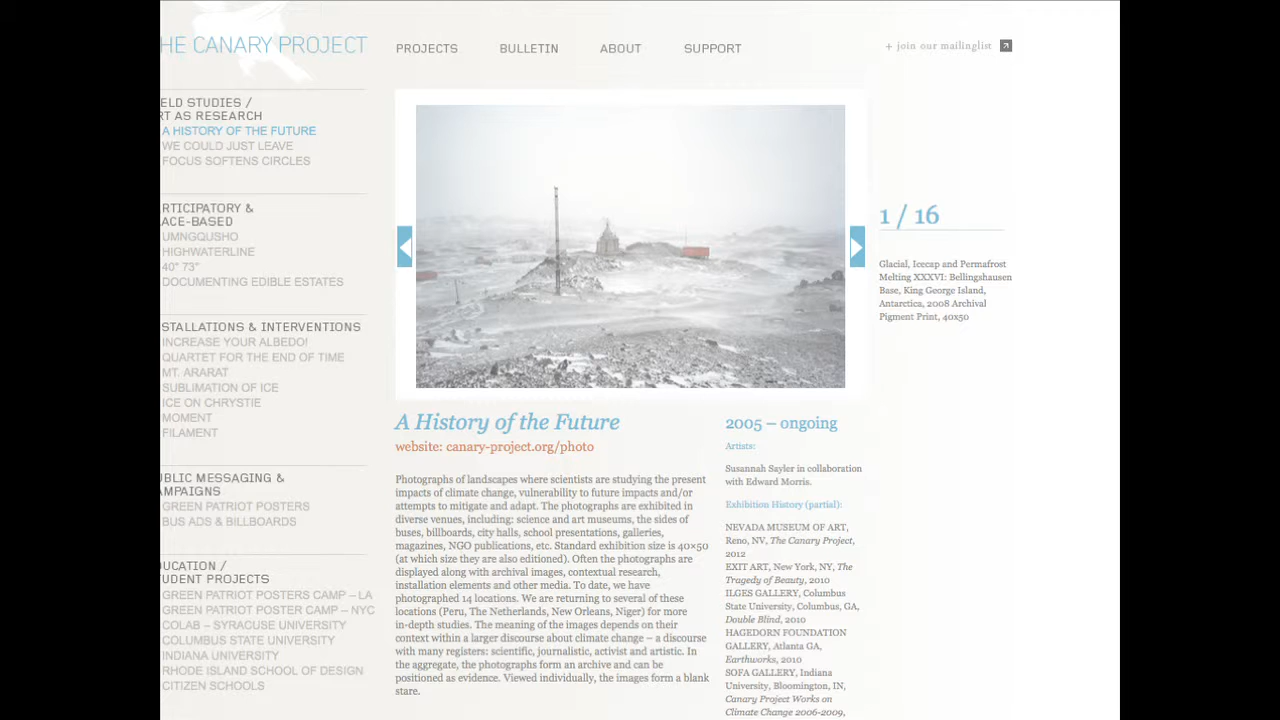 HE CANARY PROJECT
PROJECTS
BULLETIN
ABOUT
SUPPORT
+ join our mailinglist
ELD STUDIES /
RT AS RESEARCH
A HISTORY OF THE FUTURE
WE COULD JUST LEAVE
FOCUS SOFTENS CIRCLES
RTICIPATORY &
ACE-BASED
UMNGQUSHO
HIGHWATERLINE
40° 73°
DOCUMENTING EDIBLE ESTATES
STALLATIONS & INTERVENTIONS
INCREASE YOUR ALBEDO!
QUARTET FOR THE END OF TIME
MT. ARARAT
SUBLIMATION OF ICE
ICE ON CHRYSTIE
MOMENT
FILAMENT
UBLIC MESSAGING &
AMPAIGNS
GREEN PATRIOT POSTERS
BUS ADS & BILLBOARDS
DUCATION /
TUDENT PROJECTS
GREEN PATRIOT POSTERS CAMP – LA
GREEN PATRIOT POSTER CAMP – NYC
COLAB – SYRACUSE UNIVERSITY
COLUMBUS STATE UNIVERSITY
INDIANA UNIVERSITY
RHODE ISLAND SCHOOL OF DESIGN
CITIZEN SCHOOLS
1 / 16
Glacial, Icecap and Permafrost
Melting XXXVI: Bellingshausen
Base, King George Island,
Antarctica, 2008 Archival
Pigment Print, 40x50
A History of the Future
website: canary-project.org/photo
Photographs of landscapes where scientists are studying the present
impacts of climate change, vulnerability to future impacts and/or
attempts to mitigate and adapt. The photographs are exhibited in
diverse venues, including: science and art museums, the sides of
buses, billboards, city halls, school presentations, galleries,
magazines, NGO publications, etc. Standard exhibition size is 40×50
(at which size they are also editioned). Often the photographs are
displayed along with archival images, contextual research,
installation elements and other media. To date, we have
photographed 14 locations. We are returning to several of these
locations (Peru, The Netherlands, New Orleans, Niger) for more
in-depth studies. The meaning of the images depends on their
context within a larger discourse about climate change – a discourse
with many registers: scientific, journalistic, activist and artistic. In
the aggregate, the photographs form an archive and can be
positioned as evidence. Viewed individually, the images form a blank
stare.
2005 – ongoing
Artists:
Susannah Sayler in collaboration
with Edward Morris.
Exhibition History (partial):
NEVADA MUSEUM OF ART,
Reno, NV, The Canary Project,
2012
EXIT ART, New York, NY, The
Tragedy of Beauty, 2010
ILGES GALLERY, Columbus
State University, Columbus, GA,
Double Blind, 2010
HAGEDORN FOUNDATION
GALLERY, Atlanta GA,
Earthworks, 2010
SOFA GALLERY, Indiana
University, Bloomington, IN,
Canary Project Works on
Climate Change 2006-2009,